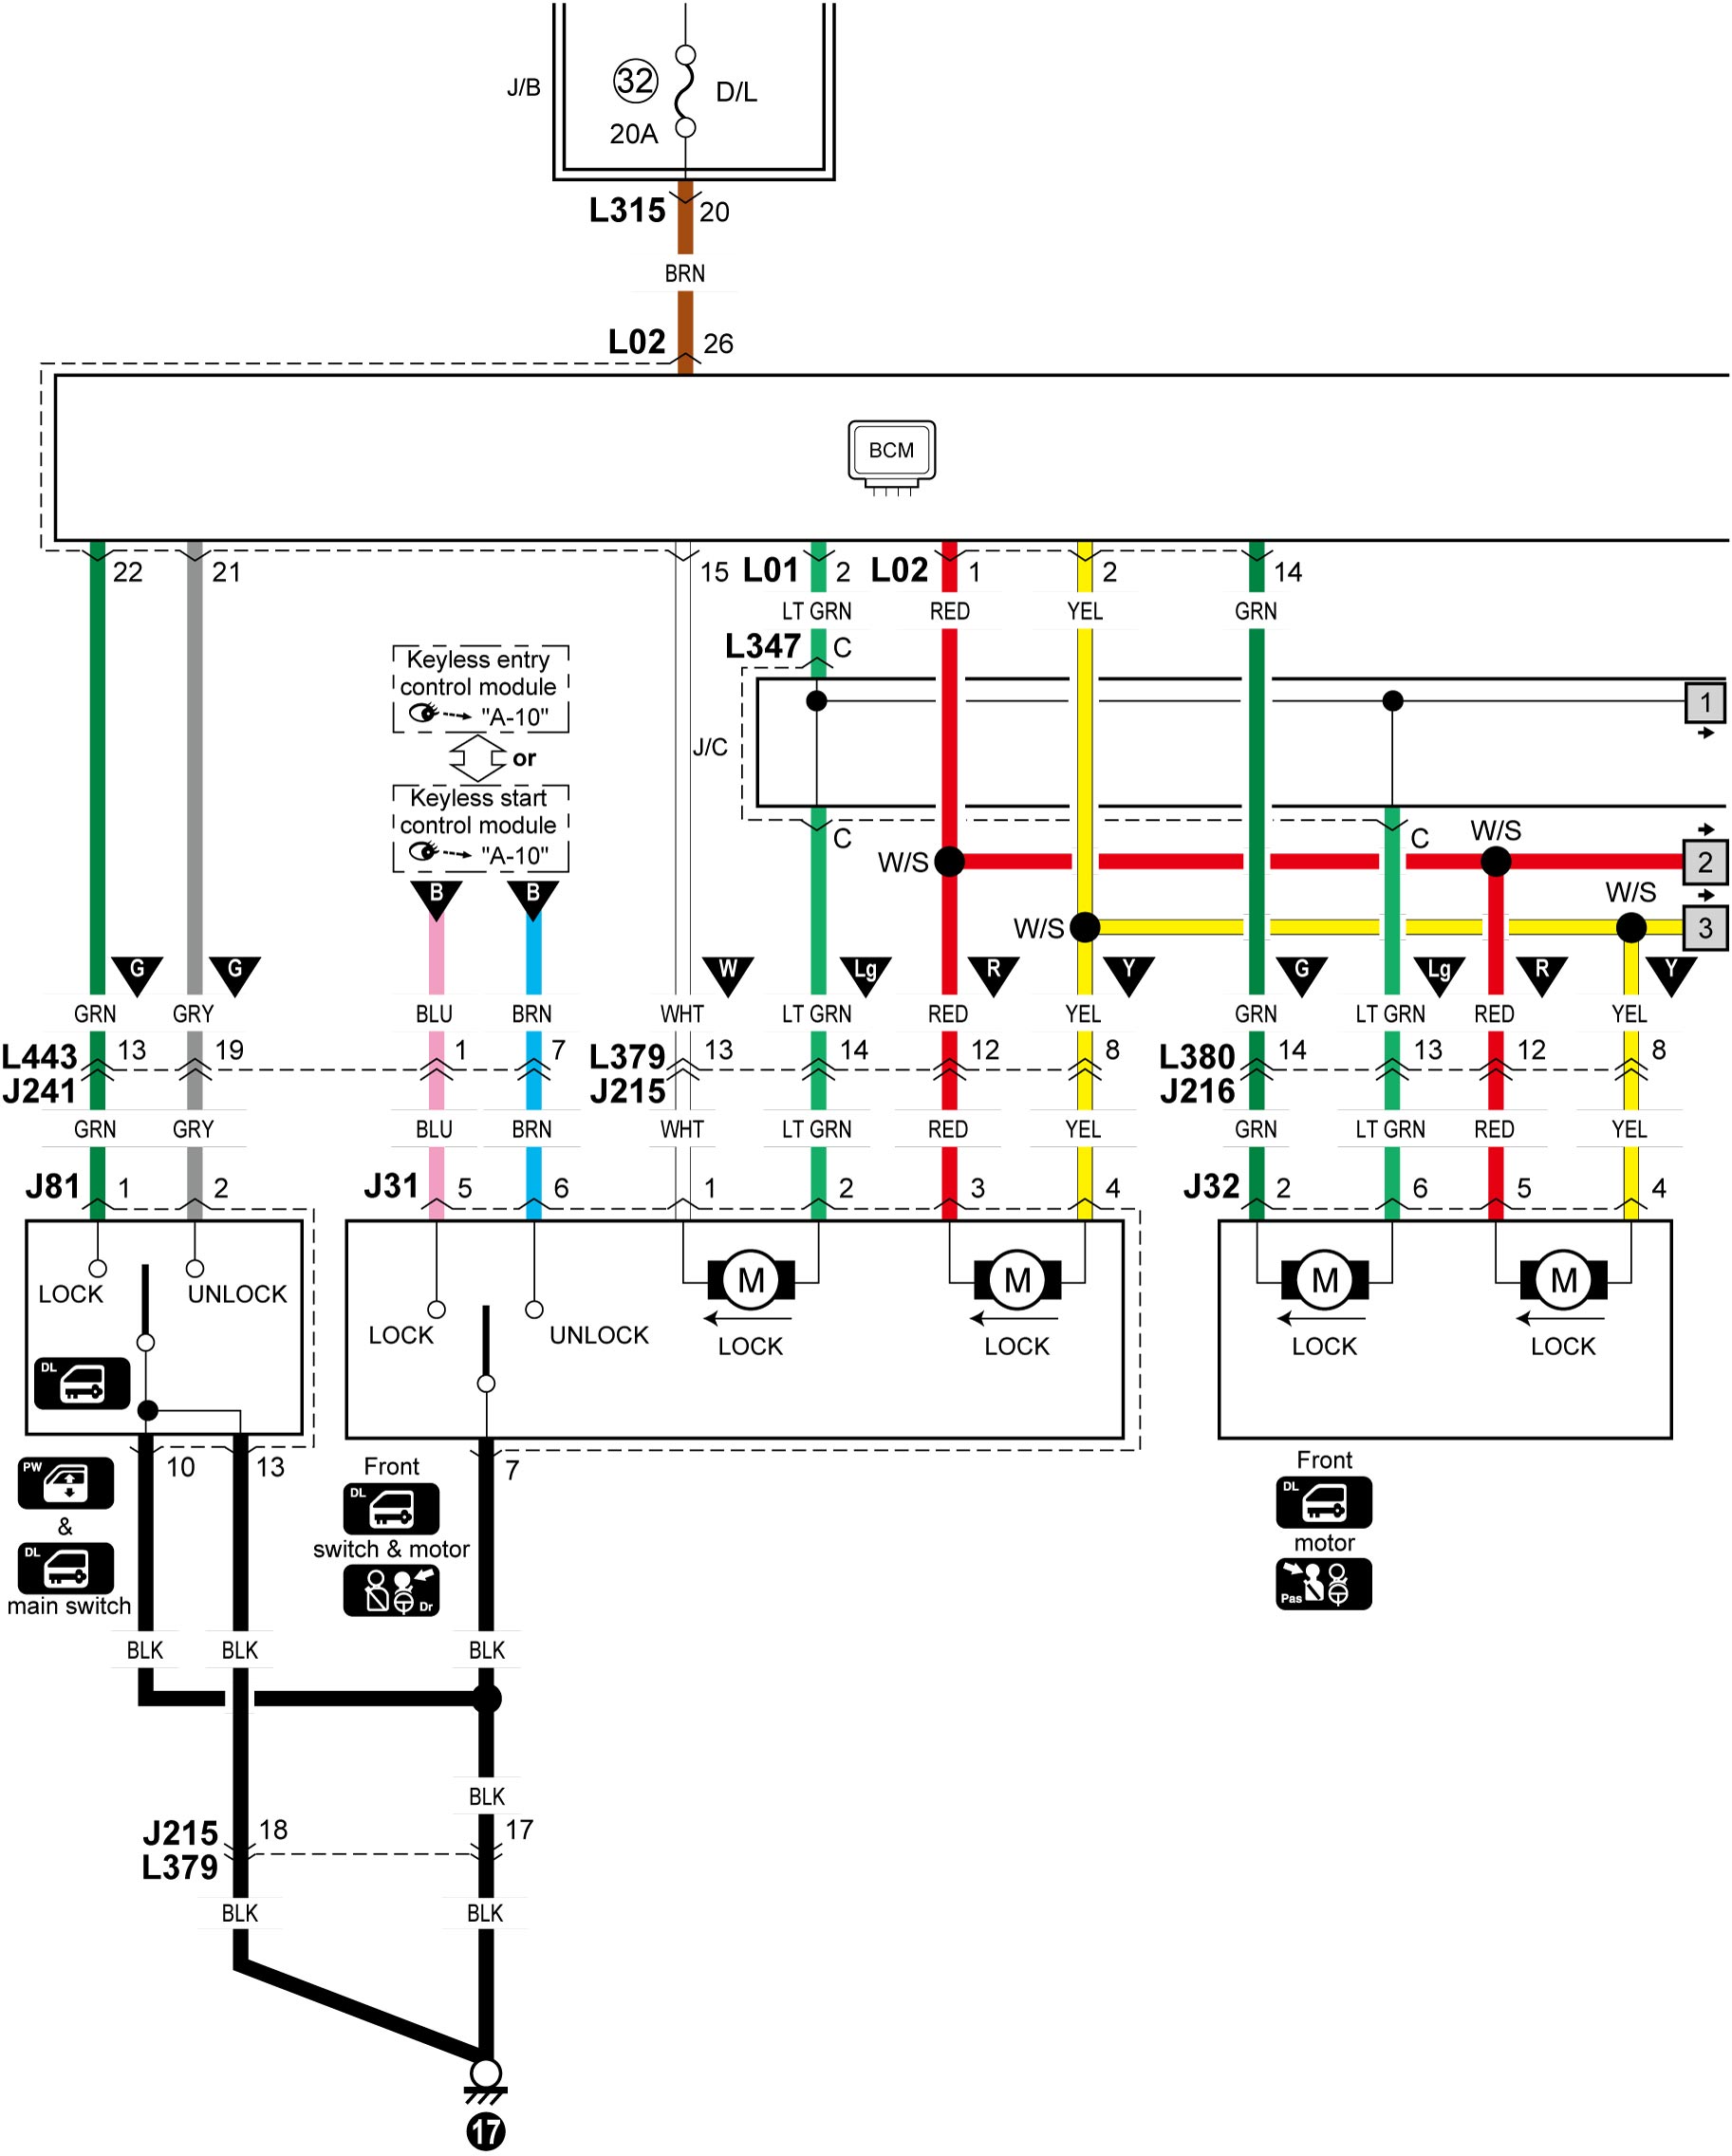 J/B
32
D/L
20A
L315 20
BRN
L02 26
BCM
22 21 15 L01 2 L02 1 2 14
LT GRN RED YEL GRN
L347 C
Keyless entry
control module
"A-10"
1
J/C
or
Keyless start
control module
"A-10"
C C W/S
W/S 2
W/S
W/S 3
B B
G G W Lg R Y G Lg R Y
GRN GRY BLU BRN WHT LT GRN RED YEL GRN LT GRN RED YEL
L443 13 19 1 7 L379 13 14 12 8 L380 14 13 12 8
J241 J215 J216
GRN GRY BLU BRN WHT LT GRN RED YEL GRN LT GRN RED YEL
J81 1 2 J31 5 6 1 2 3 4 J32 2 6 5 4
M M M M
LOCK UNLOCK
LOCK UNLOCK LOCK LOCK LOCK LOCK
DL
10 13 7
PW
&
DL
main switch
Front
DL
switch & motor
Dr
Front
DL
motor
Pas
BLK BLK BLK
BLK
J215 18 17
L379
BLK BLK
17